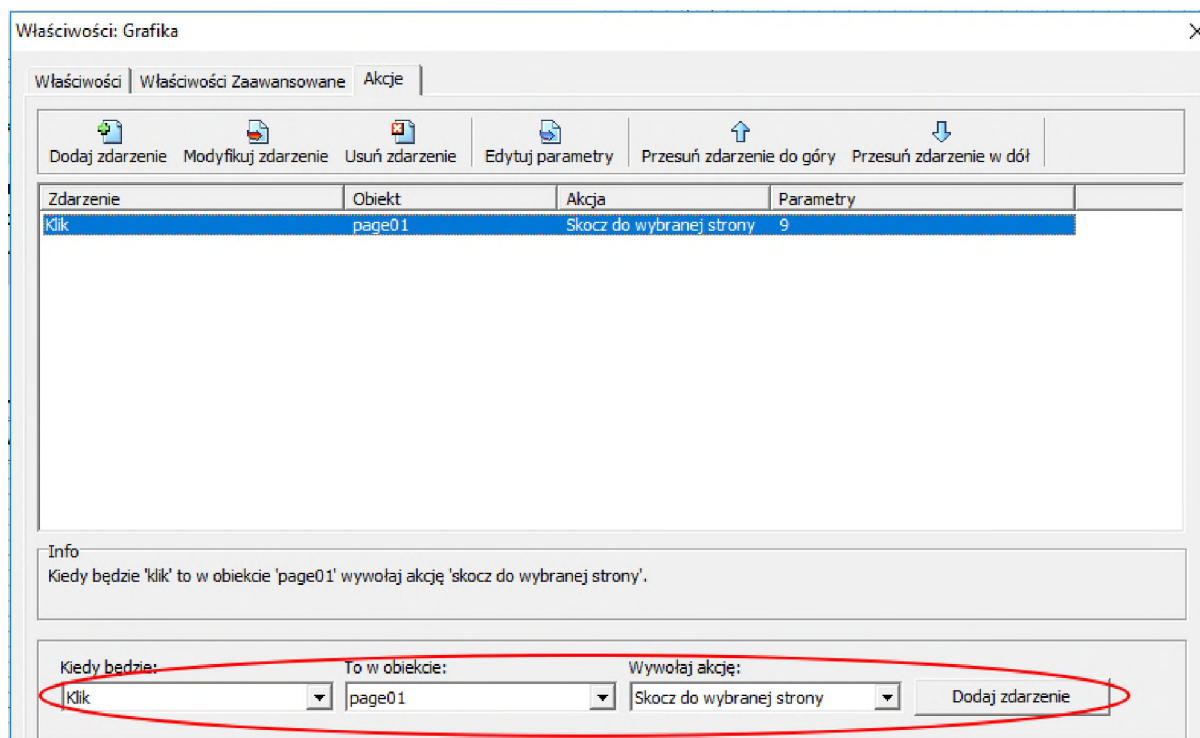 Właściwości: Grafika
Właściwości Właściwości Zaawansowane Akcje
Dodaj zdarzenie Modyfikuj zdarzenie Usuń zdarzenie Edytuj parametry Przesuń zdarzenie do góry Przesuń zdarzenie w dół
Zdarzenie Obiekt Akcja Parametry
Klik page01 Skocz do wybranej strony 9
Info
Kiedy będzie 'klik' to w obiekcie 'page01' wywołaj akcję 'skocz do wybranej strony'.
Kiedy będzie: To w obiekcie: Wywołaj akcję:
Klik page01 Skocz do wybranej strony Dodaj zdarzenie